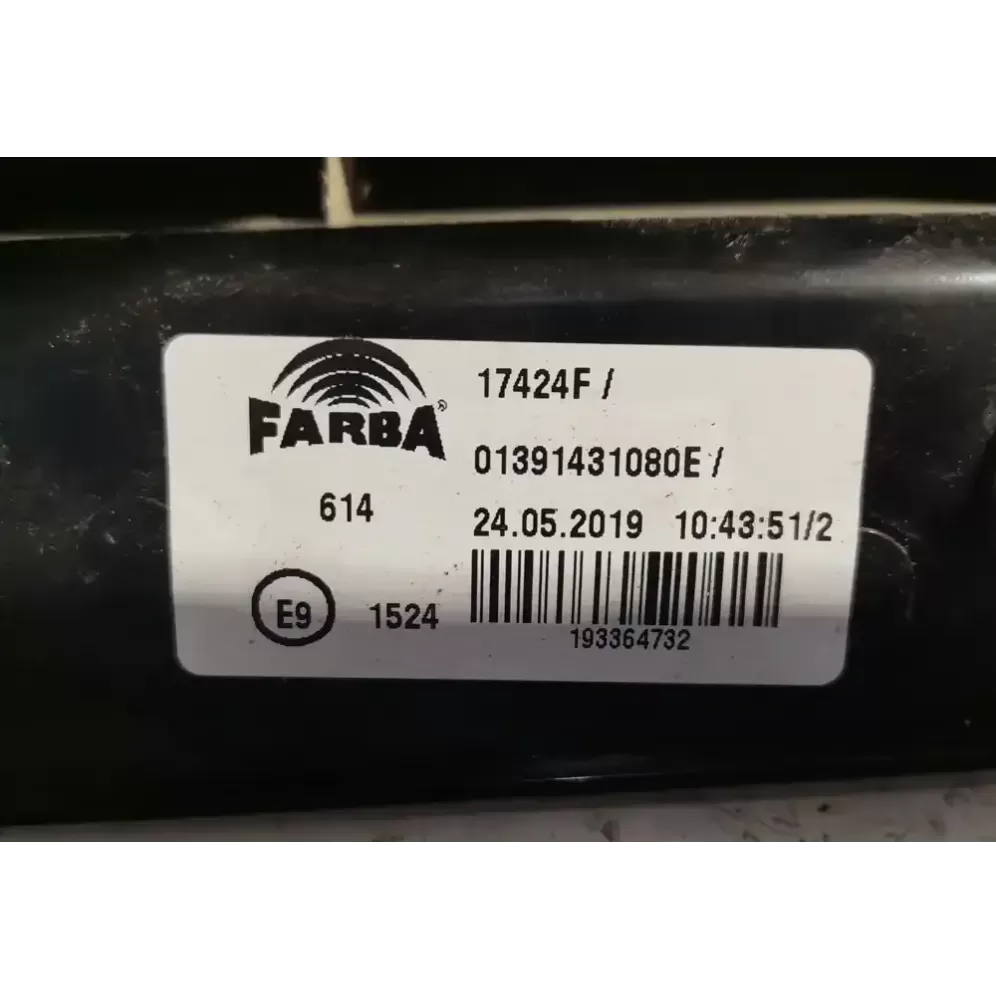 FARBA®
17424F /
01391431080E /
614
24.05.2019 10:43:51/2
E9 1524
193364732